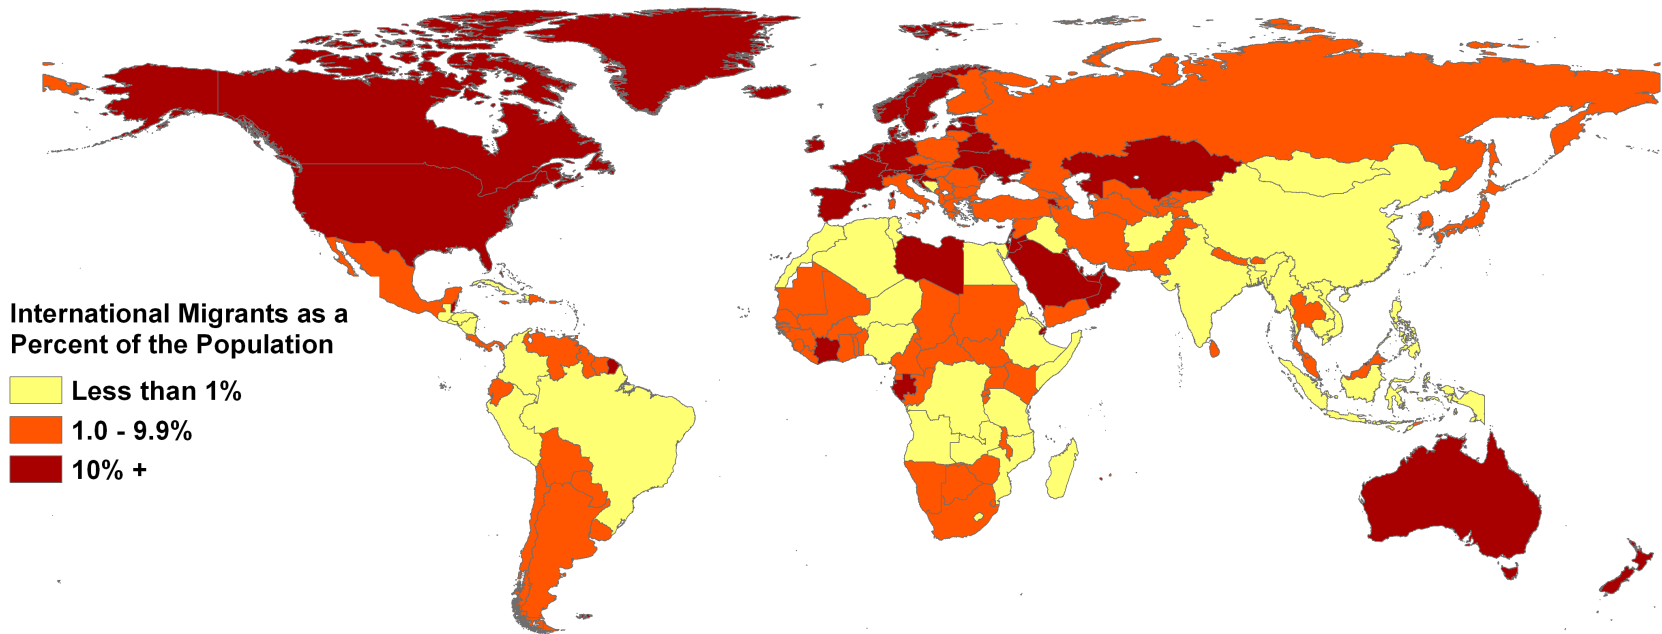 International Migrants as a
Percent of the Population
Less than 1%
1.0 - 9.9%
10% +